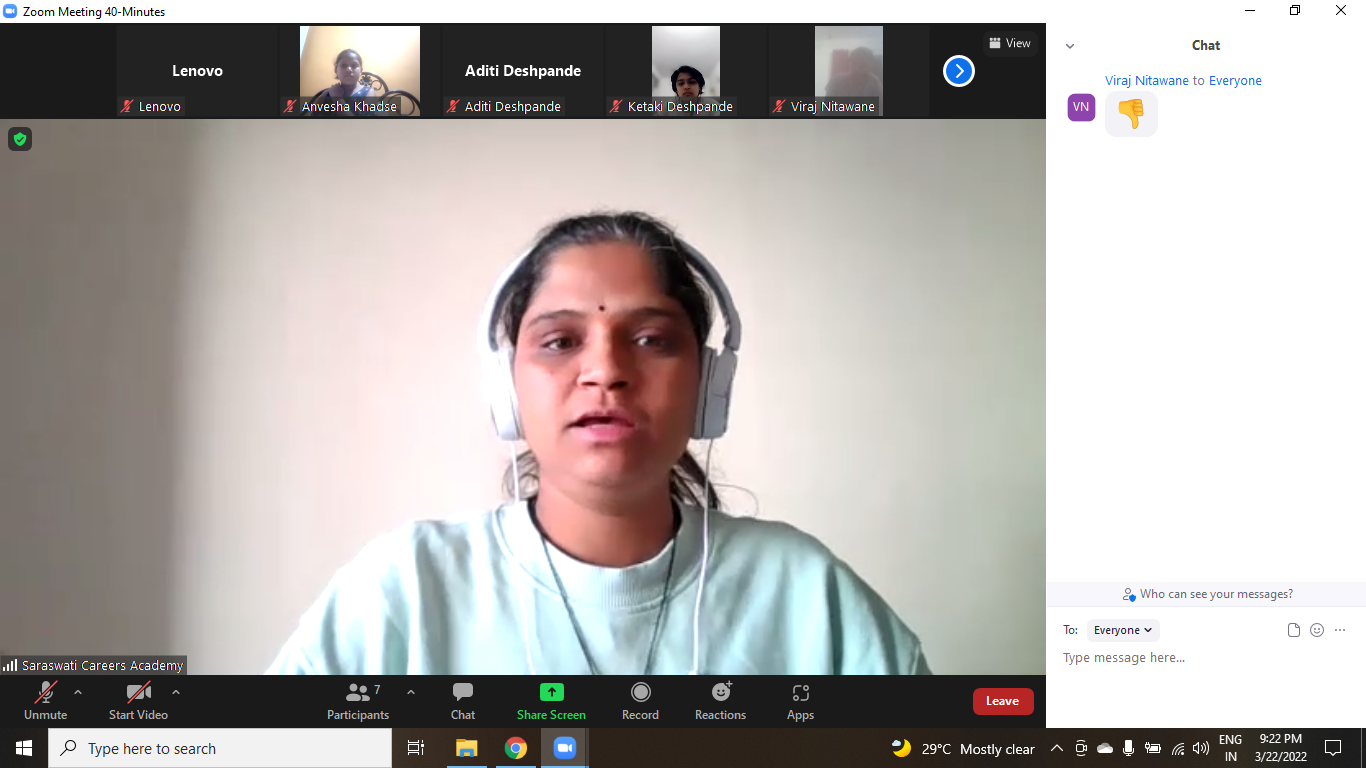 Zoom Meeting 40-Minutes
Lenovo
Aditi Deshpande
View
Lenovo
Anvesha Khadse
Aditi Deshpande
Ketaki Deshpande
Viraj Nitawane
Chat
Viraj Nitawane to Everyone
VN
Saraswati Careers Academy
Who can see your messages?
To: Everyone
Type message here...
Unmute
Start Video
7
Participants
Chat
Share Screen
Record
Reactions
Apps
Leave
Type here to search
29°C Mostly clear
ENG
IN
9:22 PM
3/22/2022